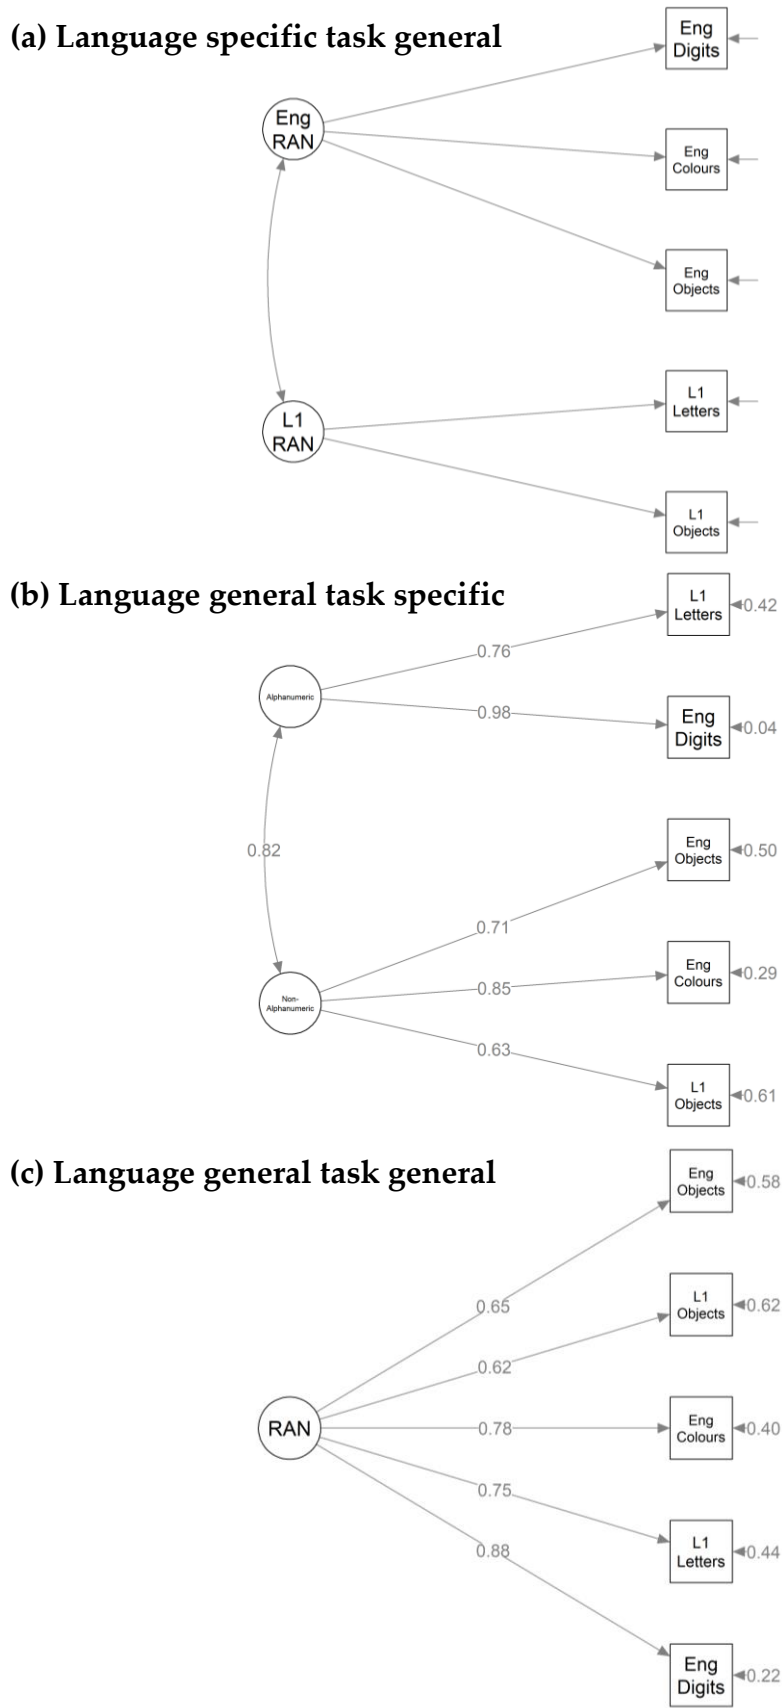 (a) Language specific task general
Eng
Digits
Eng
RAN
Eng
Colours
Eng
Objects
L1
Letters
L1
RAN
L1
Objects
(b) Language general task specific
L1
Letters
0.42
0.76
Alphanumeric
0.98
Eng
Digits
0.04
0.82
Eng
Objects
0.50
0.71
Non-
Alphanumeric
0.85
Eng
Colours
0.29
0.63
L1
Objects
0.61
(c) Language general task general
Eng
Objects
0.58
0.65
L1
Objects
0.62
0.62
RAN
0.78
Eng
Colours
0.40
0.75
L1
Letters
0.44
0.88
Eng
Digits
0.22